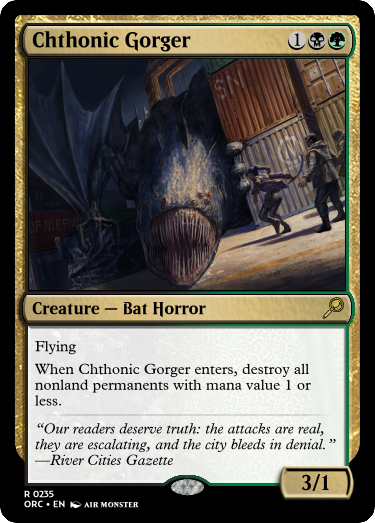 Chthonic Gorger
1
SN
Creature — Bat Horror
Flying
When Chthonic Gorger enters, destroy all
nonland permanents with mana value 1 or
less.
“Our readers deserve truth: the attacks are real,
they are escalating, and the city bleeds in denial.”
—River Cities Gazette
3/1
R 0235
ORC • EN AIR MONSTER